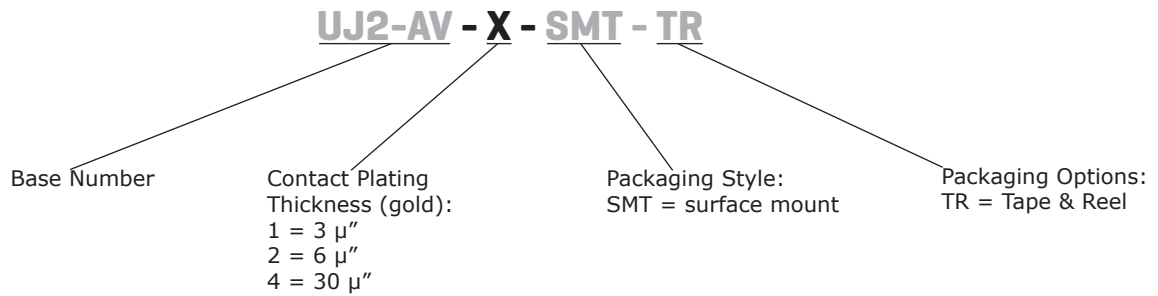 UJ2-AV - X - SMT - TR
Base Number
Contact Plating
Thickness (gold):
1 = 3 µ″
2 = 6 µ″
4 = 30 µ″
Packaging Style:
SMT = surface mount
Packaging Options:
TR = Tape & Reel